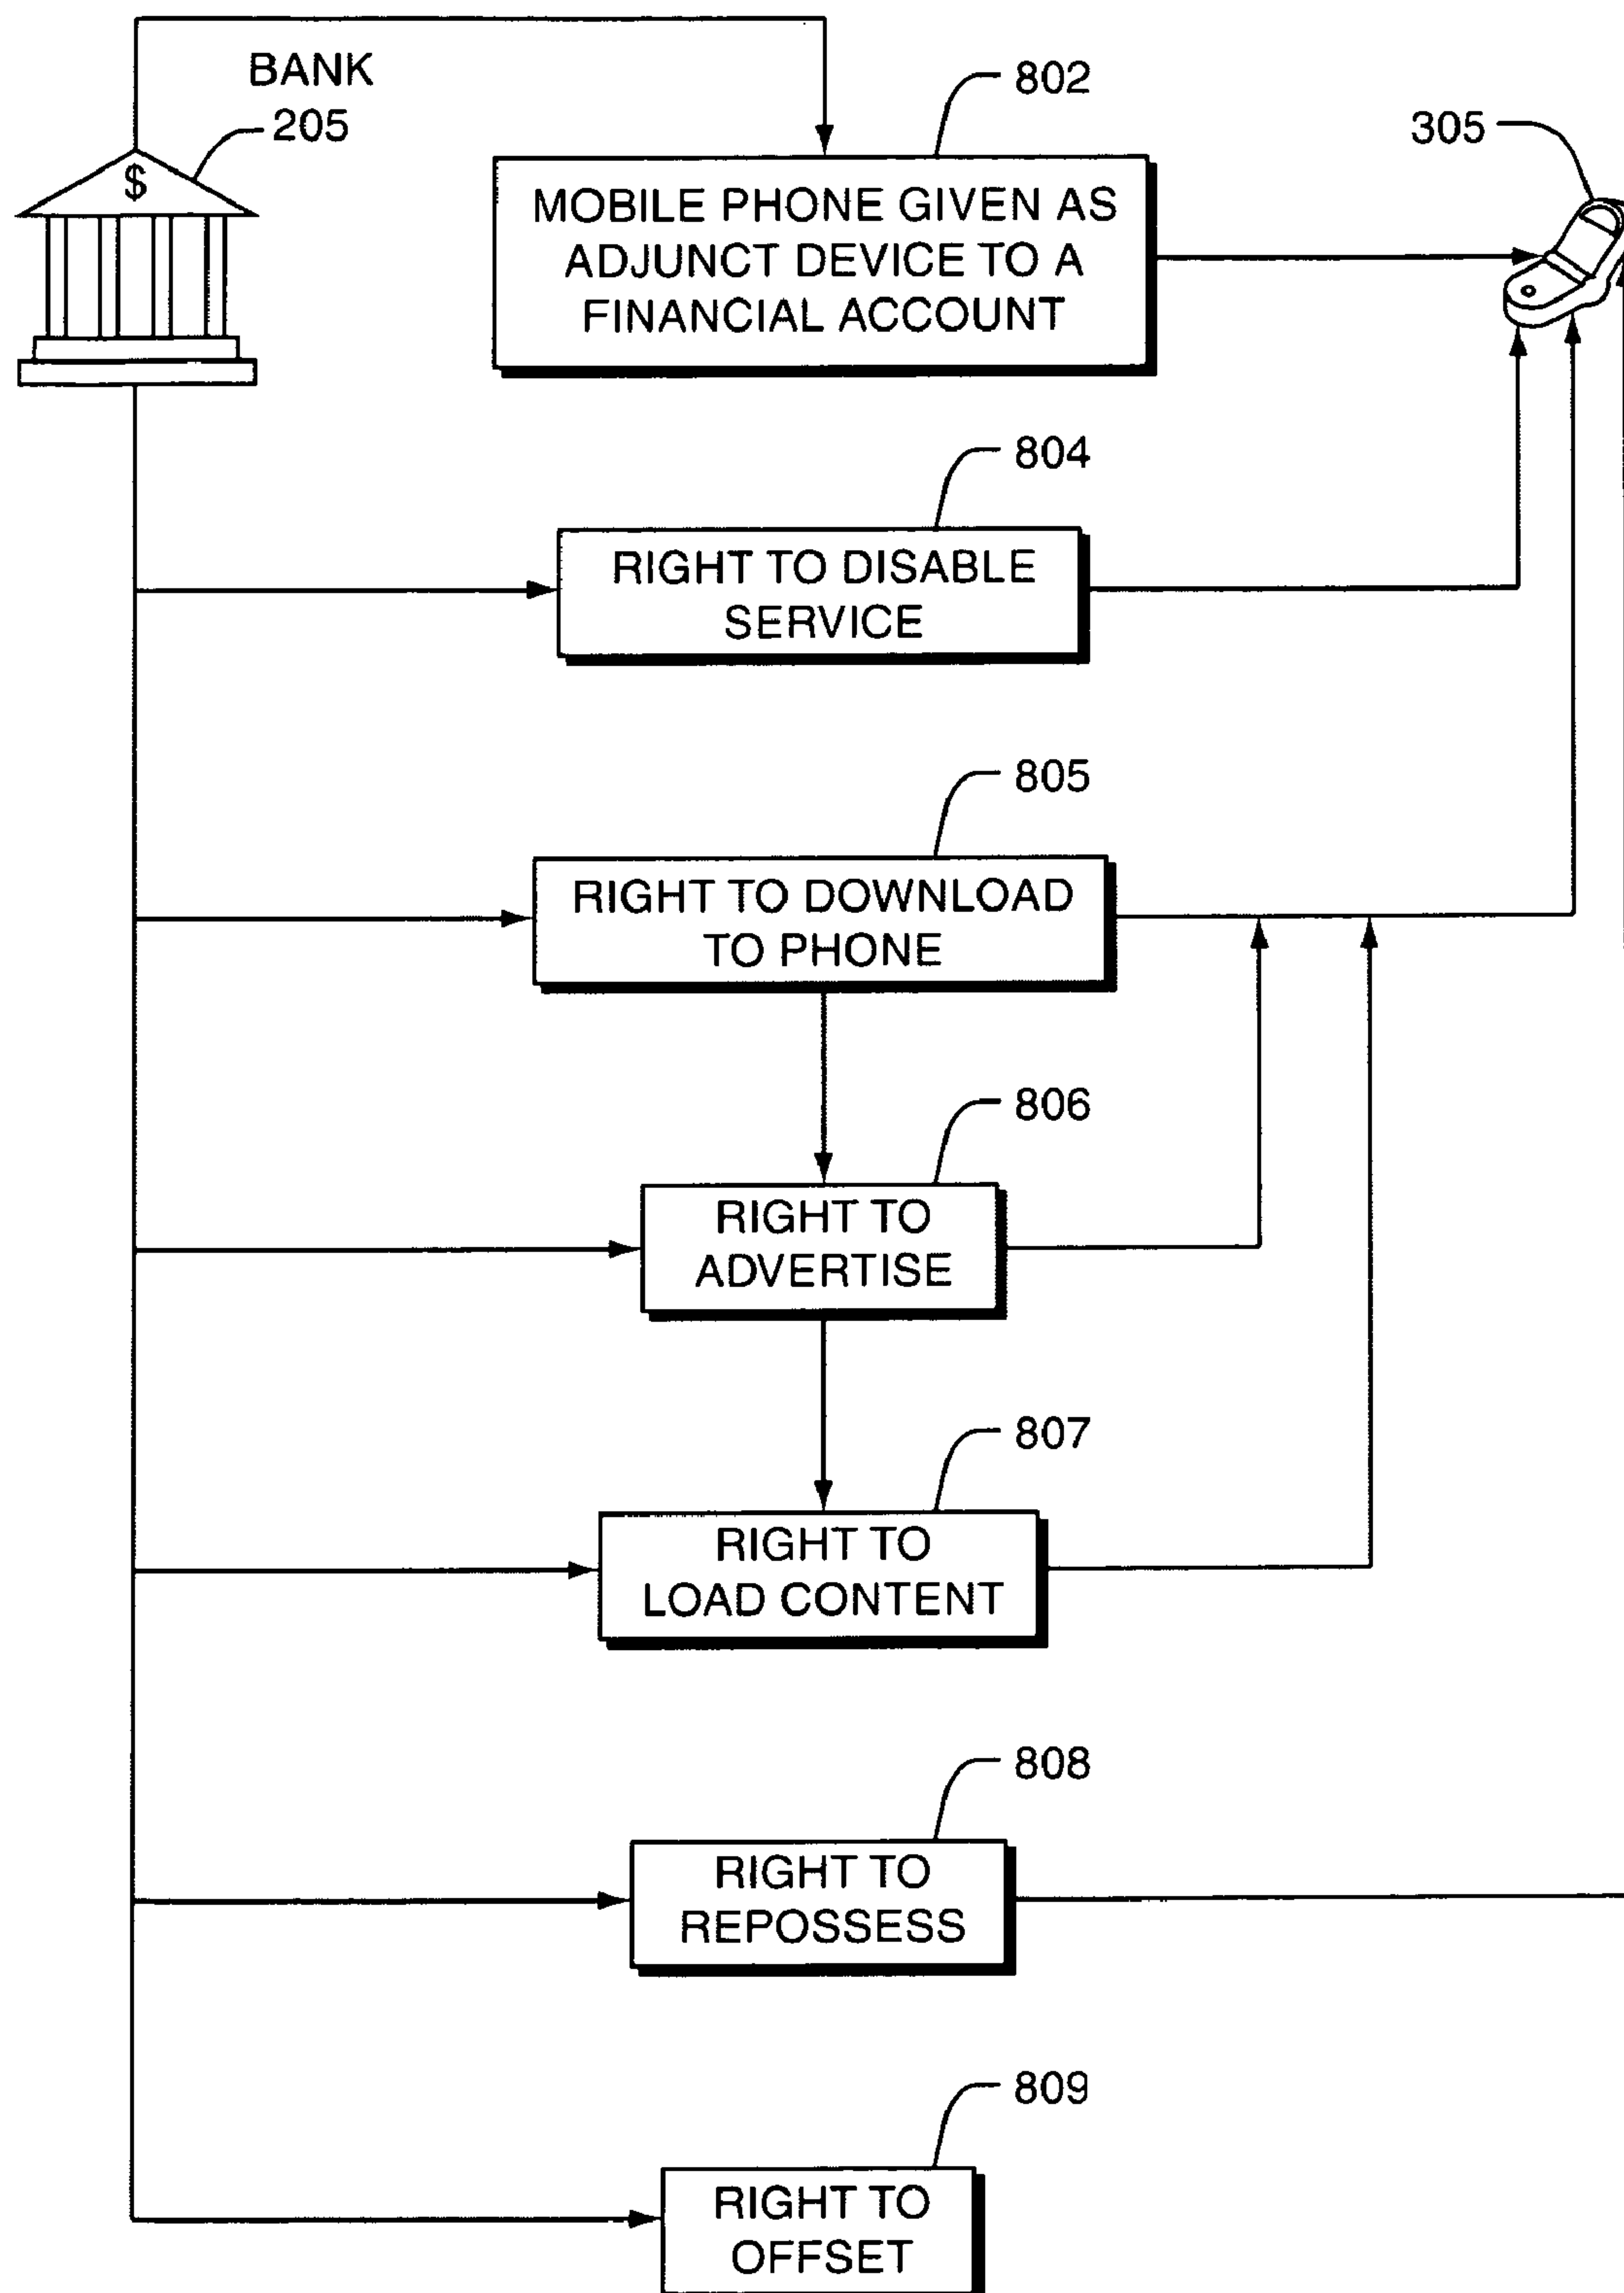 BANK
205
$
802
305
MOBILE PHONE GIVEN AS
ADJUNCT DEVICE TO A
FINANCIAL ACCOUNT
804
RIGHT TO DISABLE
SERVICE
805
RIGHT TO DOWNLOAD
TO PHONE
806
RIGHT TO
ADVERTISE
807
RIGHT TO
LOAD CONTENT
808
RIGHT TO
REPOSSESS
809
RIGHT TO
OFFSET